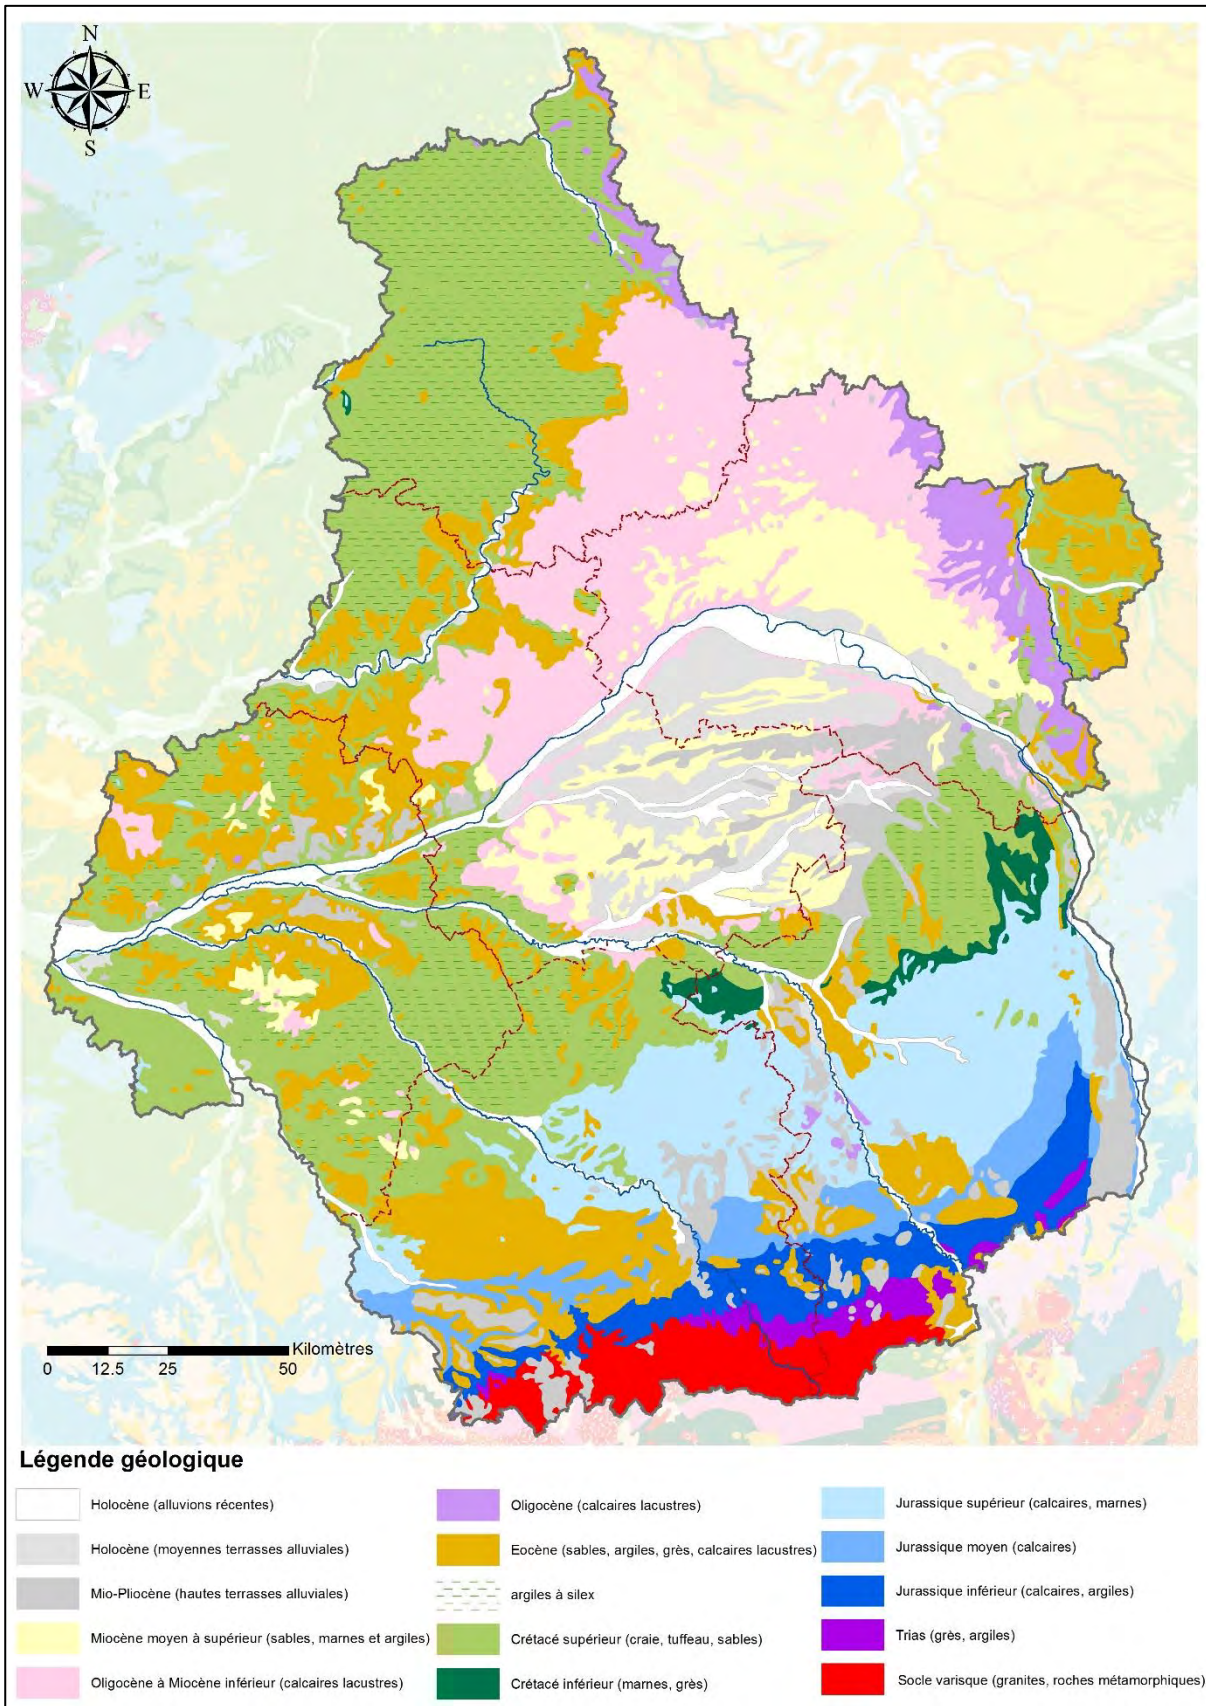 N
W E
S
Kilomètres
0 12.5 25 50
Légende géologique
Holocène (alluvions récentes)
Holocène (moyennes terrasses alluviales)
Mio-Pliocène (hautes terrasses alluviales)
Miocène moyen à supérieur (sables, marnes et argiles)
Oligocène à Miocène inférieur (calcaires lacustres)
Oligocène (calcaires lacustres)
Eocène (sables, argiles, grès, calcaires lacustres)
argiles à silex
Crétacé supérieur (craie, tuffeau, sables)
Crétacé inférieur (marnes, grès)
Jurassique supérieur (calcaires, marnes)
Jurassique moyen (calcaires)
Jurassique inférieur (calcaires, argiles)
Trias (grès, argiles)
Socle varisque (granites, roches métamorphiques)